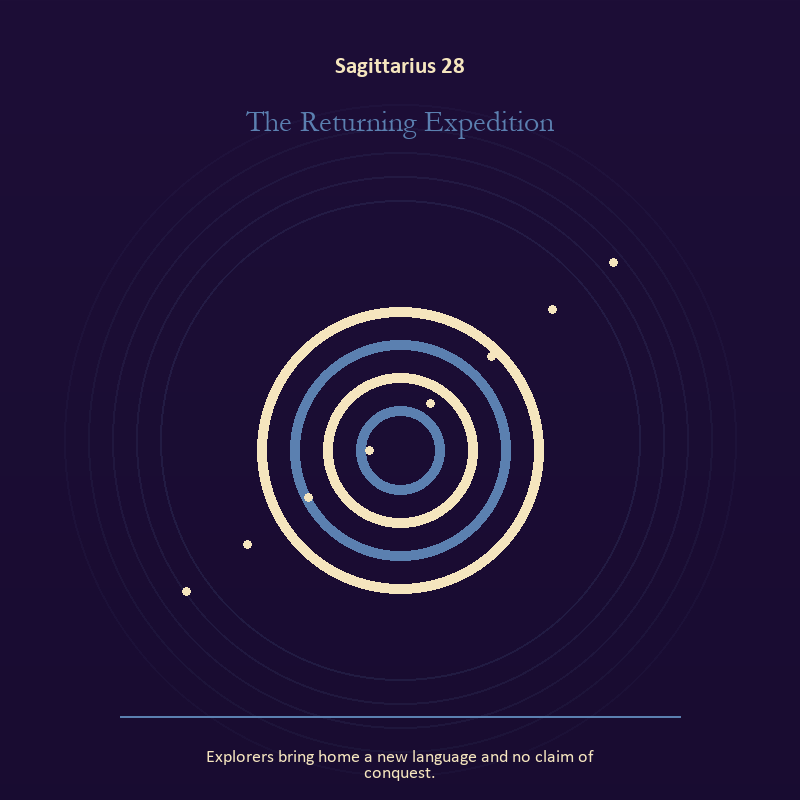 Sagittarius 28
The Returning Expedition
Explorers bring home a new language and no claim of
conquest.